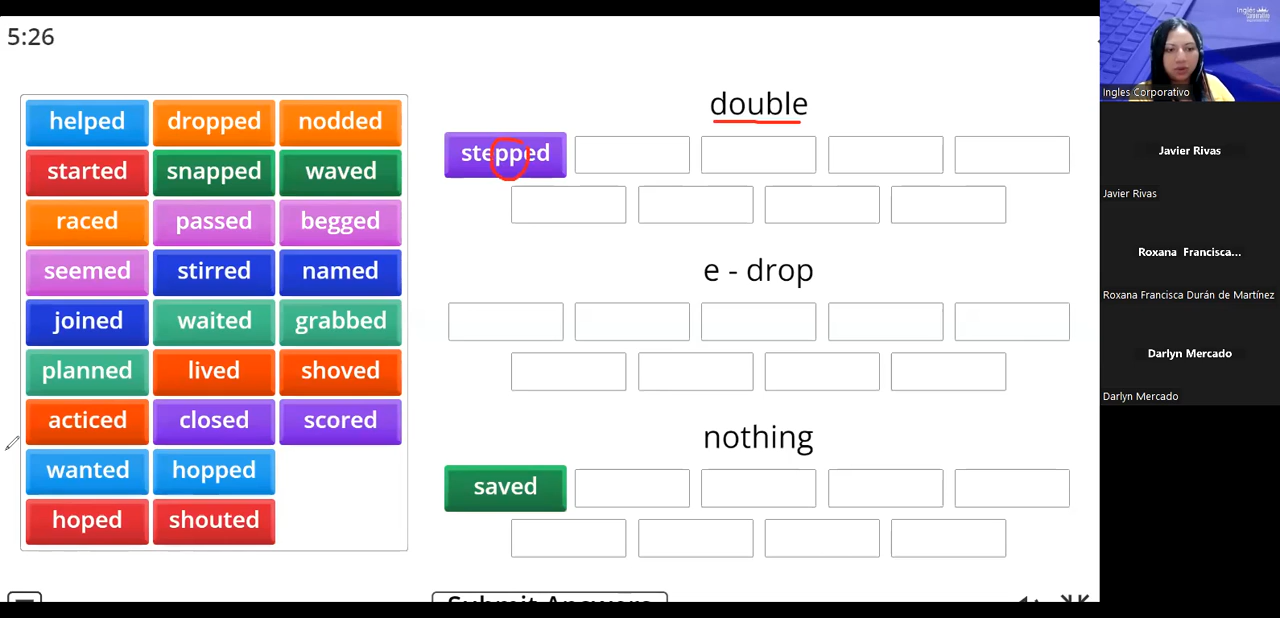 5:26
helped dropped nodded
started snapped waved
raced passed begged
seemed stirred named
joined waited grabbed
planned lived shoved
acticed closed scored
wanted hopped
hoped shouted
double
stepped
e - drop
nothing
saved
Submit Answers
Ingles Corporativo
Javier Rivas
Javier Rivas
Roxana Francisca...
Roxana Francisca Durán de Martínez
Darlyn Mercado
Darlyn Mercado